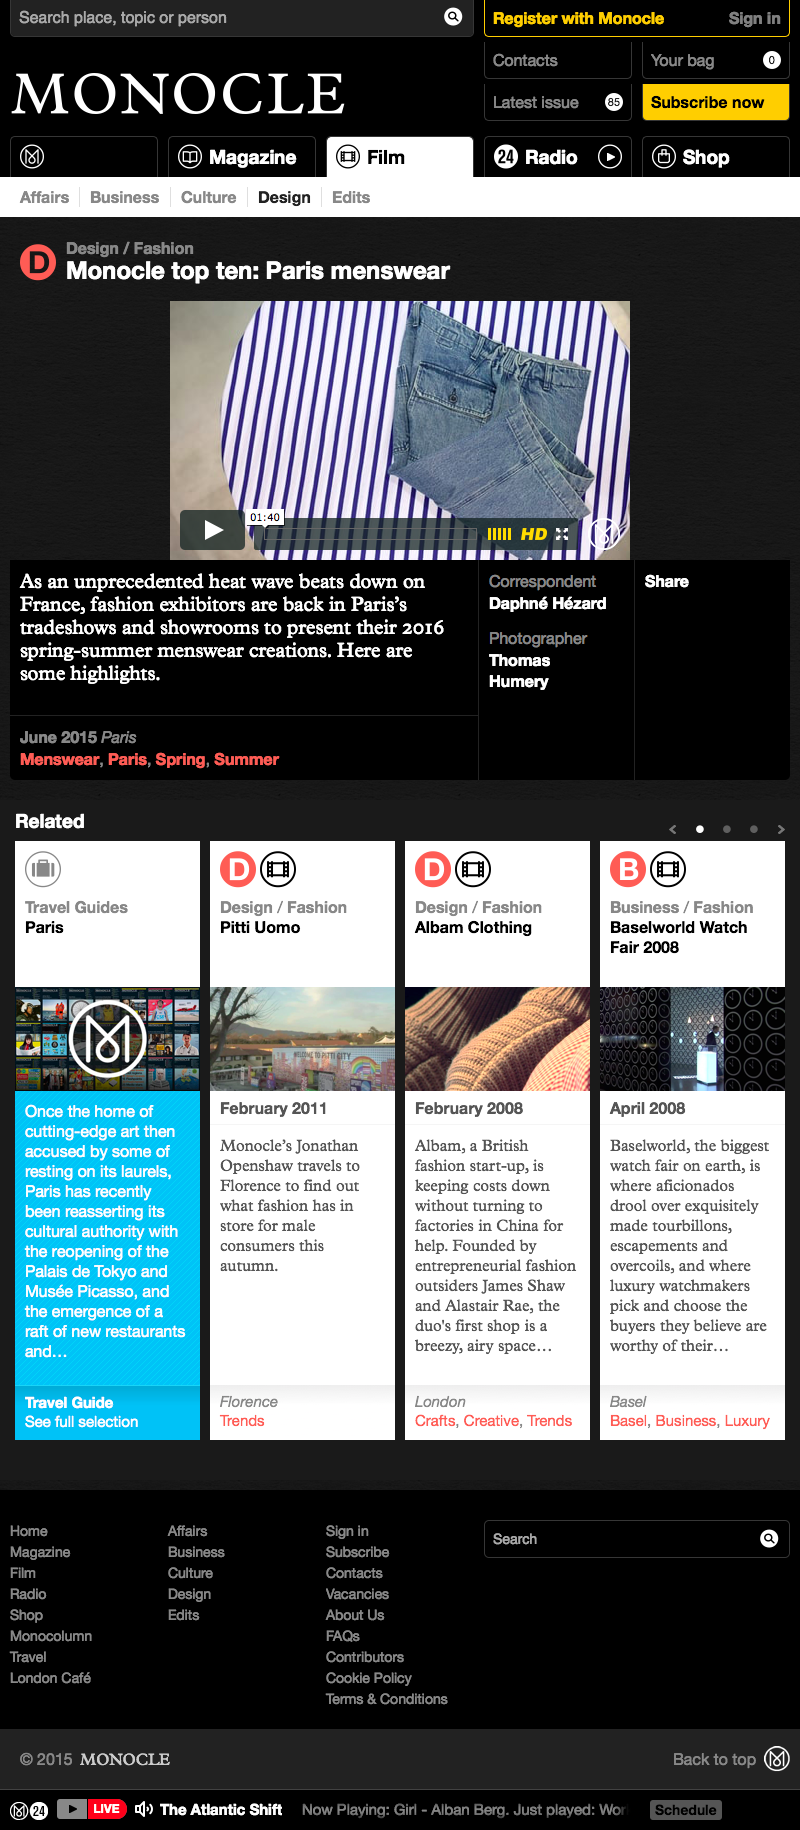 Search place, topic or person
Register with Monocle Sign in
Contacts Your bag 0
MONOCLE
Latest issue 85 Subscribe now
Magazine Film 24 Radio Shop
Affairs Business Culture Design Edits
D Design / Fashion
Monocle top ten: Paris menswear
01:40
HD
As an unprecedented heat wave beats down on
France, fashion exhibitors are back in Paris's
tradeshows and showrooms to present their 2016
spring-summer menswear creations. Here are
some highlights.
June 2015 Paris
Menswear, Paris, Spring, Summer
Correspondent
Daphné Hézard
Photographer
Thomas
Humery
Share
Related
Travel Guides
Paris
Once the home of
cutting-edge art then
accused by some of
resting on its laurels,
Paris has recently
been reasserting its
cultural authority with
the reopening of the
Palais de Tokyo and
Musée Picasso, and
the emergence of a
raft of new restaurants
and…
Travel Guide
See full selection
D
Design / Fashion
Pitti Uomo
WELCOME TO PITTI CITY
February 2011
Monocle's Jonathan
Openshaw travels to
Florence to find out
what fashion has in
store for male
consumers this
autumn.
Florence
Trends
D
Design / Fashion
Albam Clothing
February 2008
Albam, a British
fashion start-up, is
keeping costs down
without turning to
factories in China for
help. Founded by
entrepreneurial fashion
outsiders James Shaw
and Alastair Rae, the
duo's first shop is a
breezy, airy space…
London
Crafts, Creative, Trends
B
Business / Fashion
Baselworld Watch
Fair 2008
April 2008
Baselworld, the biggest
watch fair on earth, is
where aficionados
drool over exquisitely
made tourbillons,
escapements and
overcoils, and where
luxury watchmakers
pick and choose the
buyers they believe are
worthy of their…
Basel
Basel, Business, Luxury
Home
Magazine
Film
Radio
Shop
Monocolumn
Travel
London Café
Affairs
Business
Culture
Design
Edits
Sign in
Subscribe
Contacts
Vacancies
About Us
FAQs
Contributors
Cookie Policy
Terms & Conditions
Search
© 2015 MONOCLE Back to top
24 LIVE The Atlantic Shift Now Playing: Girl - Alban Berg. Just played: Wor Schedule